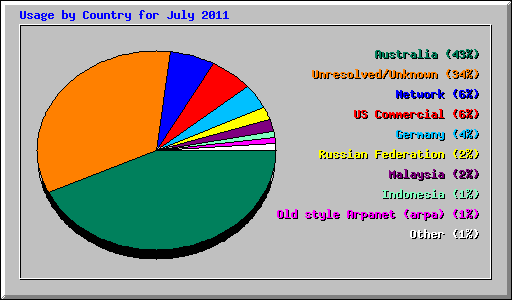 Usage by Country for July 2011
Australia (43%)
Unresolved/Unknown (34%)
Network (6%)
US Commercial (6%)
Germany (4%)
Russian Federation (2%)
Malaysia (2%)
Indonesia (1%)
Old style Arpanet (arpa) (1%)
Other (1%)